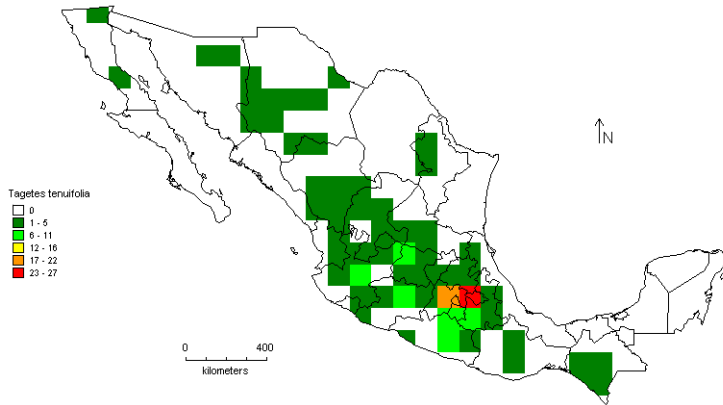 N
Tagetes tenuifolia
0
1 - 5
6 - 11
12 - 16
17 - 22
23 - 27
0 400
kilometers